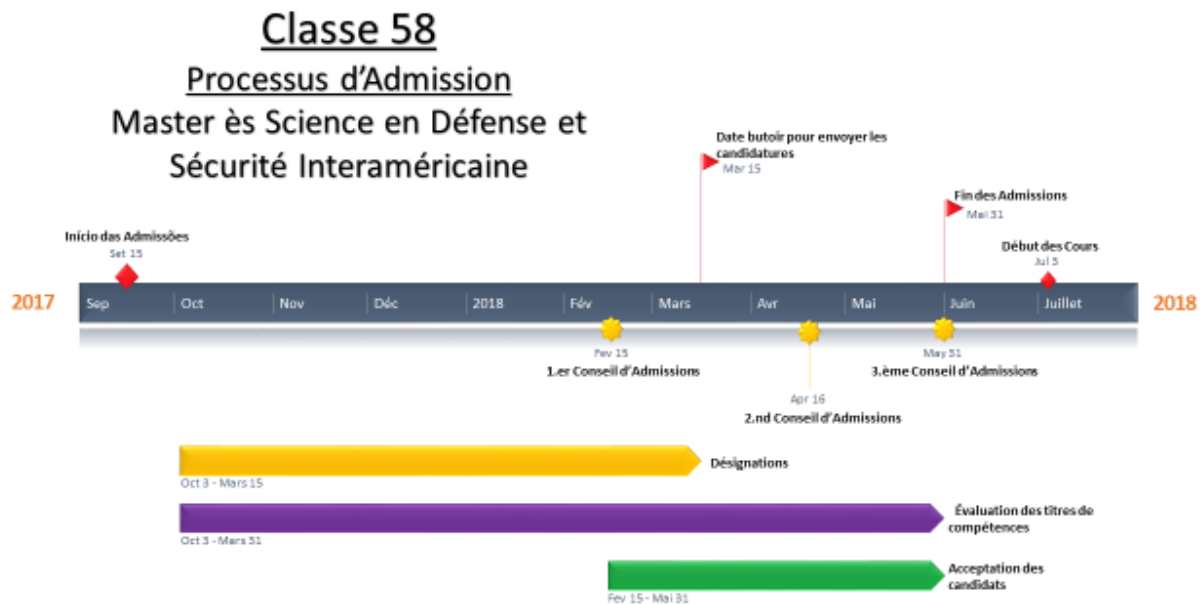 Classe 58
Processus d'Admission
Master ès Science en Défense et
Sécurité Interaméricaine
Date butoir pour envoyer les
candidatures
Mar 15
Fin des Admissions
Mai 31
Início das Admissões
Set 15
Début des Cours
Jul 3
2017
Sep
Oct
Nov
Déc
2018
Fév
Mars
Avr
Mai
Juin
Juillet
2018
Fev 15
1.er Conseil d'Admissions
May 31
3.ème Conseil d'Admissions
Apr 16
2.nd Conseil d'Admissions
Désignations
Oct 3 - Mars 15
Évaluation des titres de
compétences
Oct 3 - Mars 31
Acceptation des
candidats
Fev 15 - Mai 31